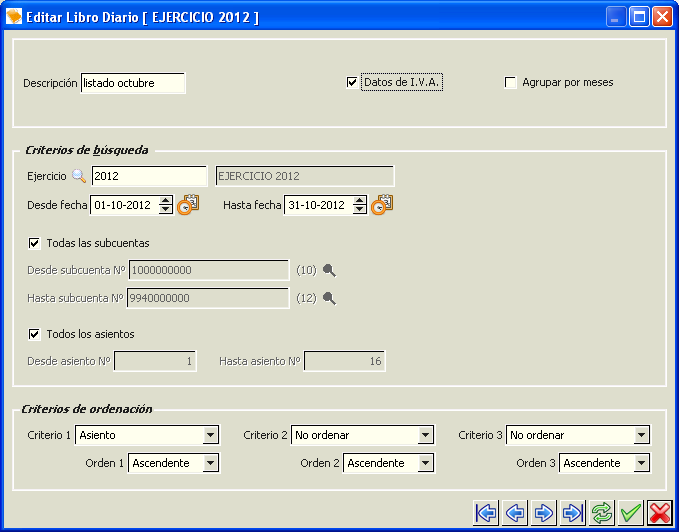 Editar Libro Diario [ EJERCICIO 2012 ]
Descripción listado octubre Datos de I.V.A. Agrupar por meses
Criterios de búsqueda
Ejercicio 2012 EJERCICIO 2012
Desde fecha 01-10-2012 Hasta fecha 31-10-2012
Todas las subcuentas
Desde subcuenta Nº 1000000000 (10)
Hasta subcuenta Nº 9940000000 (12)
Todos los asientos
Desde asiento Nº 1 Hasta asiento Nº 16
Criterios de ordenación
Criterio 1 Asiento Criterio 2 No ordenar Criterio 3 No ordenar
Orden 1 Ascendente Orden 2 Ascendente Orden 3 Ascendente